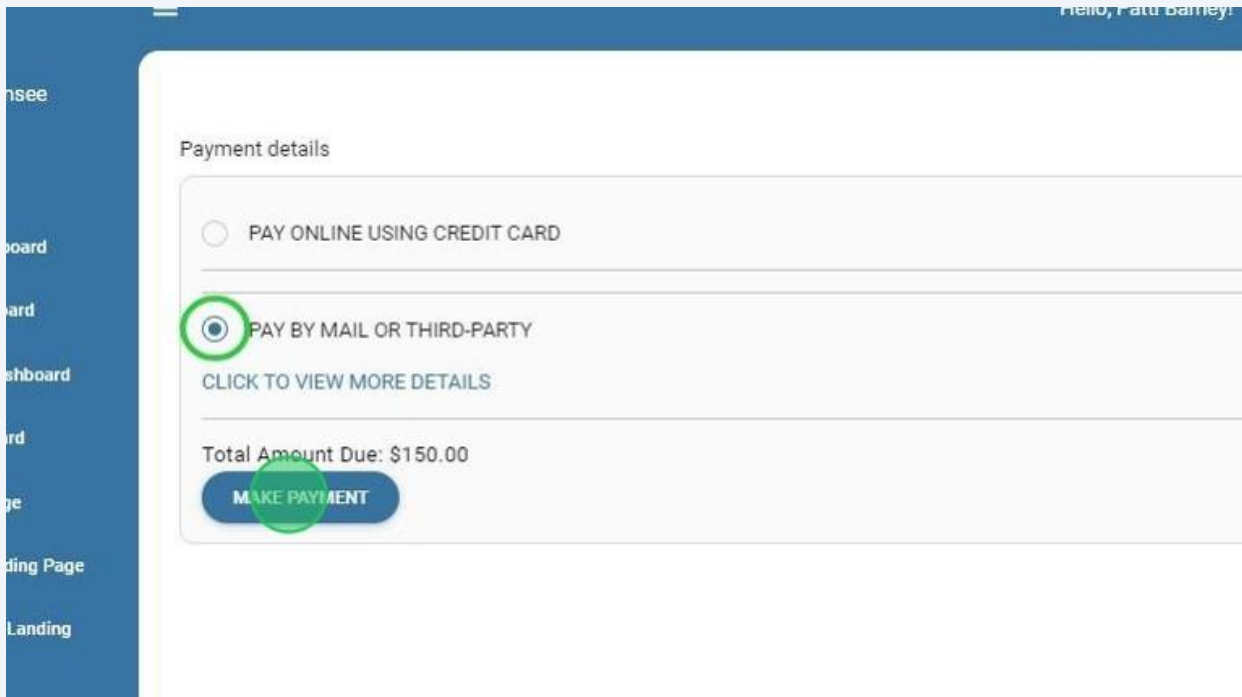 Hello, Patti Barney!
nsee
Payment details
PAY ONLINE USING CREDIT CARD
board
ard
PAY BY MAIL OR THIRD-PARTY
shboard
CLICK TO VIEW MORE DETAILS
rd
Total Amount Due: $150.00
MAKE PAYMENT
ge
ding Page
Landing